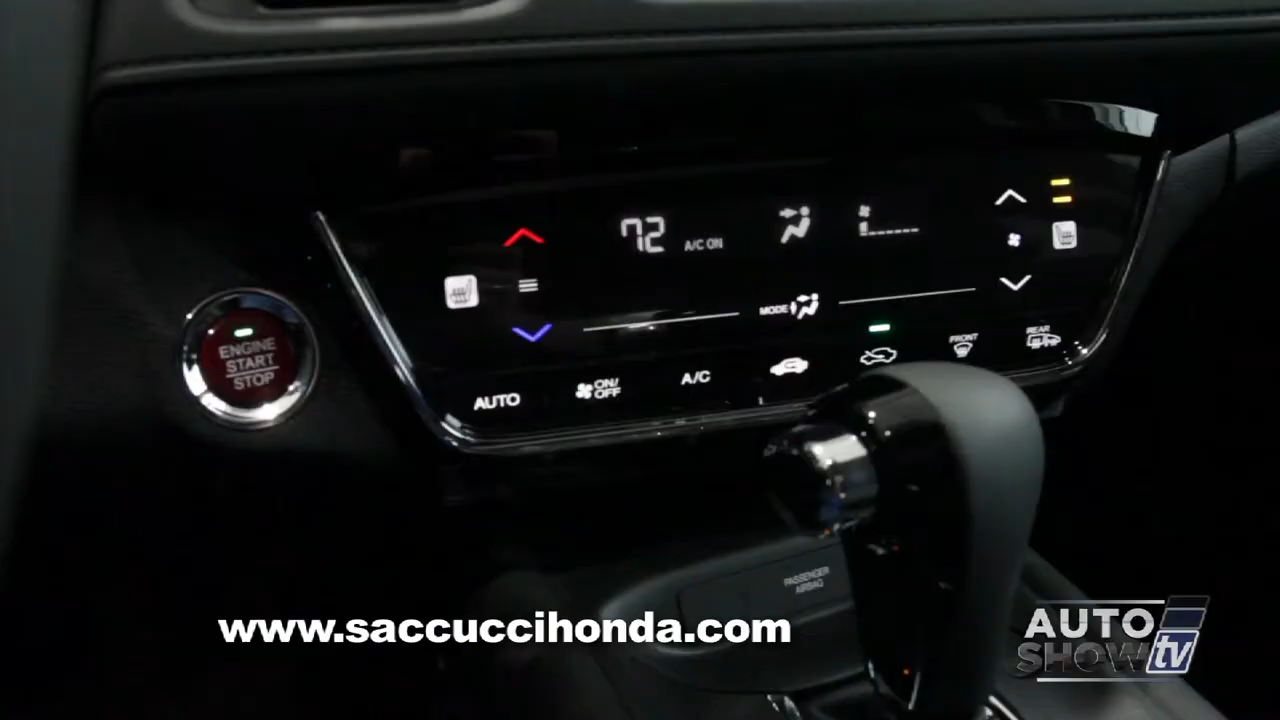 72
A/C ON
MODE
ENGINE
START
STOP
AUTO
ON/
OFF
A/C
FRONT
REAR
PASSENGER
AIRBAG
www.saccuccihonda.com
AUTO
SHOW
tv